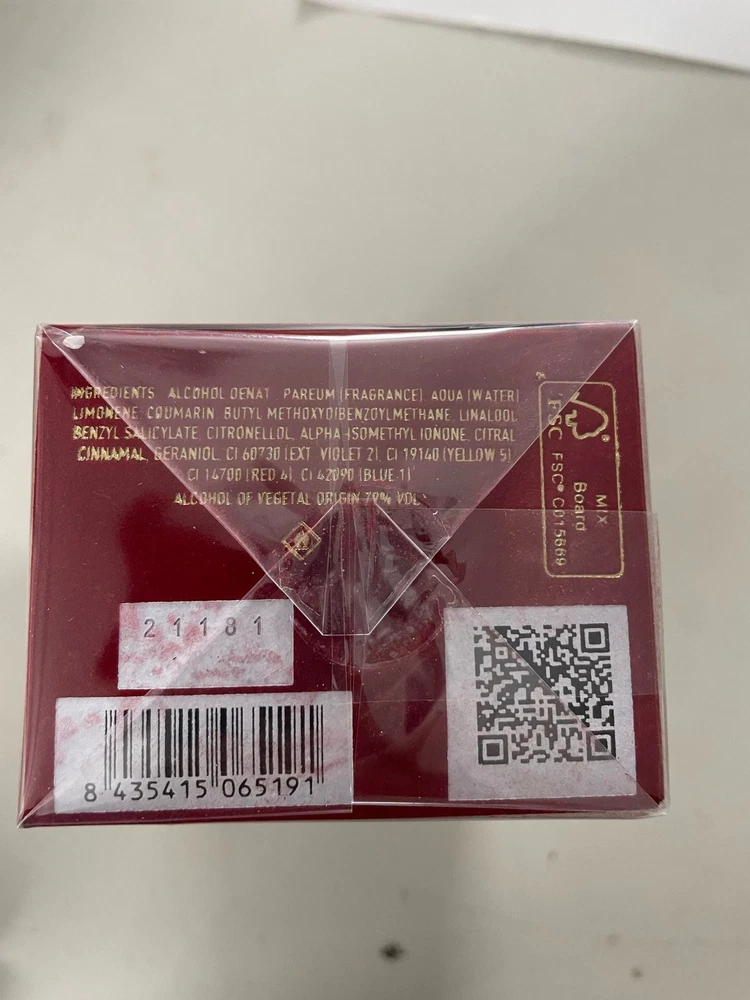 INGREDIENTS ALCOHOL DENAT PAREUM (FRAGRANCE) AQUA (WATER)
LIMONENE, COUMARIN, BUTYL METHOXYDIBENZOYLMETHANE, LINALOOL
BENZYL SALICYLATE, CITRONELLOL, ALPHA-ISOMETHYL IONONE, CITRAL
CINNAMAL, GERANIOL, CI 60730 (EXT. VIOLET 2), CI 19140 (YELLOW 5)
CI 14700 (RED 4) CI 42090 (BLUE 1)
ALCOHOL OF VEGETAL ORIGIN 79% VOL
FSC
MIX
Board
FSC® C015669
21181
8 435415 065191